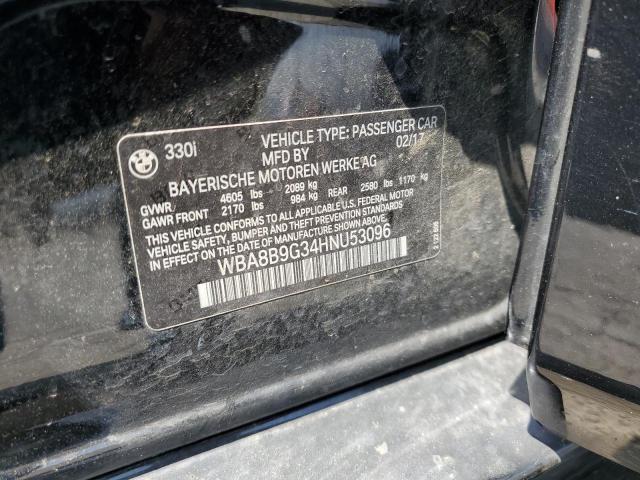 330i VEHICLE TYPE: PASSENGER CAR
MFD BY 02/17
BAYERISCHE MOTOREN WERKE AG
GVWR/ 4605 lbs 2089 kg
GAWR FRONT 2170 lbs 984 kg REAR 2580 lbs 1170 kg
THIS VEHICLE CONFORMS TO ALL APPLICABLE U.S. FEDERAL MOTOR
VEHICLE SAFETY, BUMPER AND THEFT PREVENTION STANDARDS IN
EFFECT ON THE DATE OF MANUFACTURE SHOWN ABOVE.
WBA8B9G34HNU53096